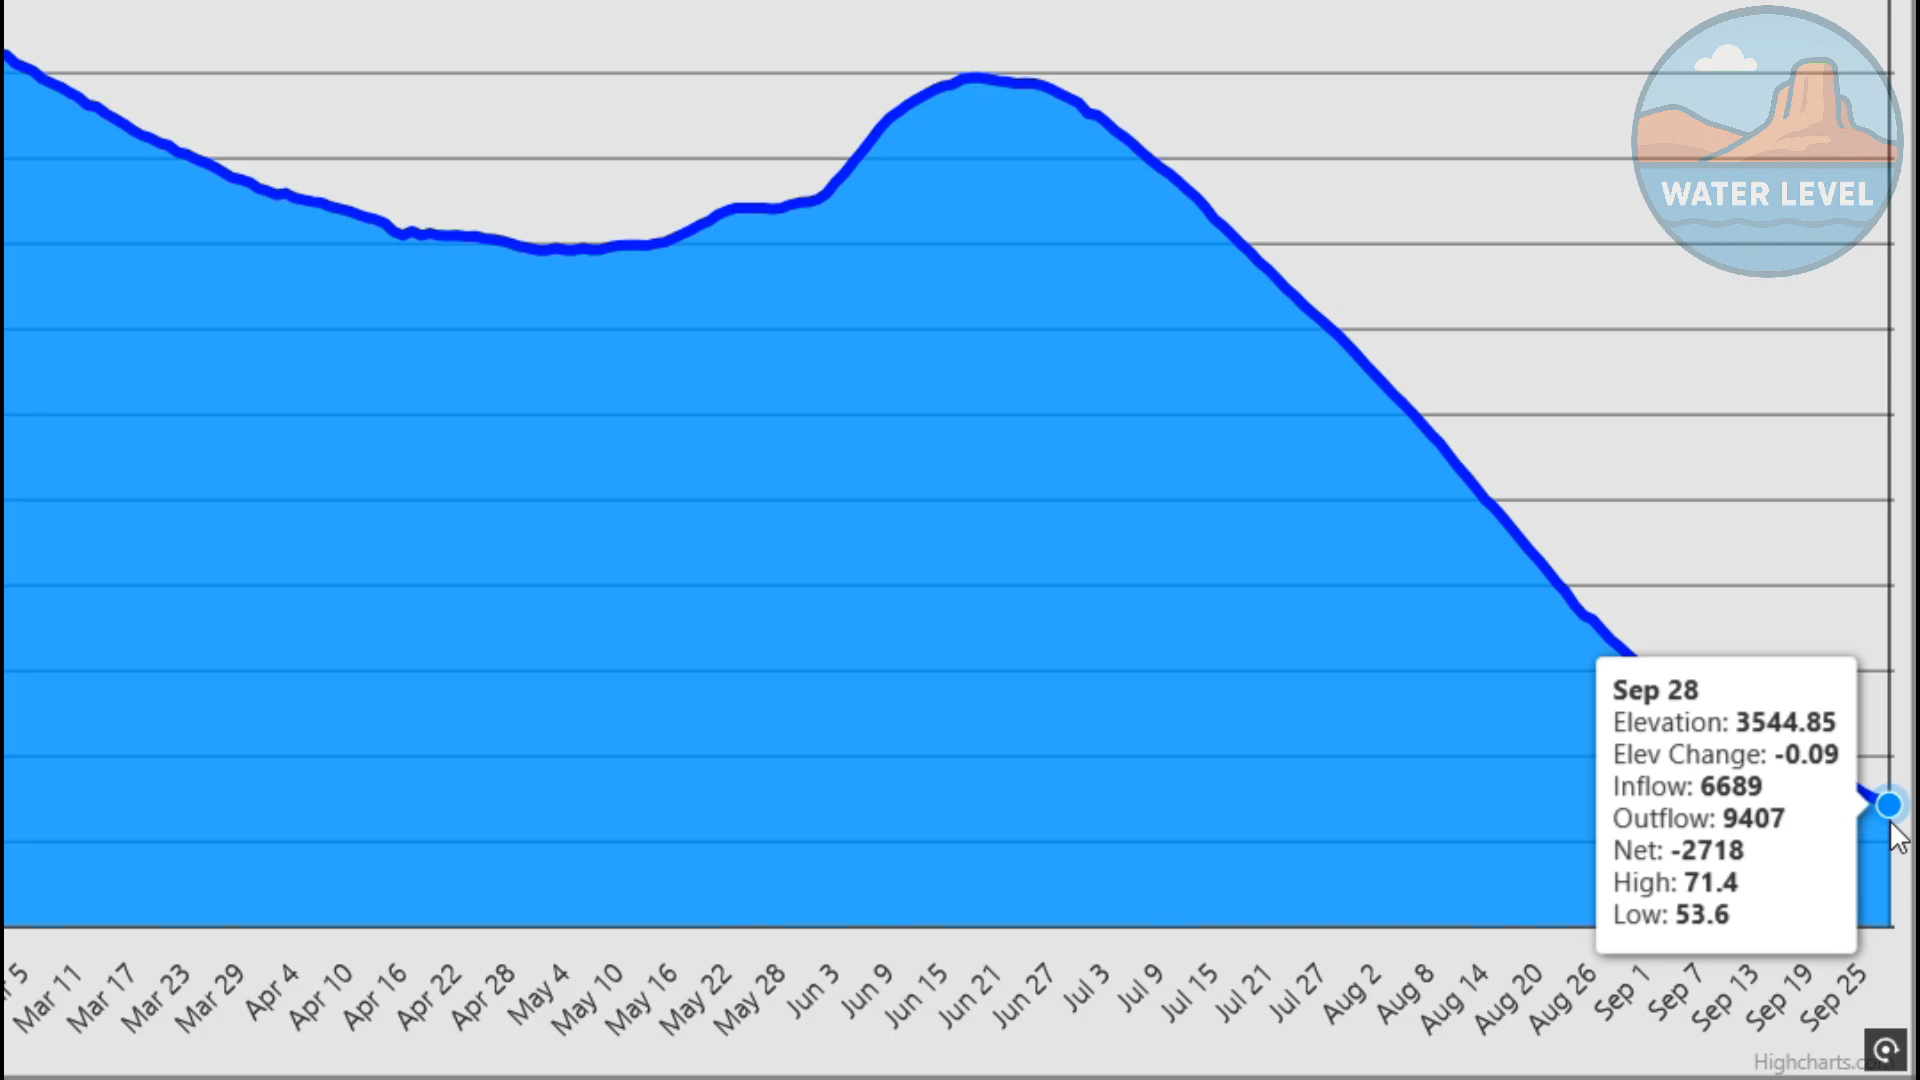 WATER LEVEL
Sep 28
Elevation: 3544.85
Elev Change: -0.09
Inflow: 6689
Outflow: 9407
Net: -2718
High: 71.4
Low: 53.6
5 Mar 11 Mar 17 Mar 23 Mar 29 Apr 4 Apr 10 Apr 16 Apr 22 Apr 28 May 4 May 10 May 16 May 22 May 28 Jun 3 Jun 9 Jun 15 Jun 21 Jun 27 Jul 3 Jul 9 Jul 15 Jul 21 Jul 27 Aug 2 Aug 8 Aug 14 Aug 20 Aug 26 Sep 1 Sep 7 Sep 13 Sep 19 Sep 25
Highcharts.c